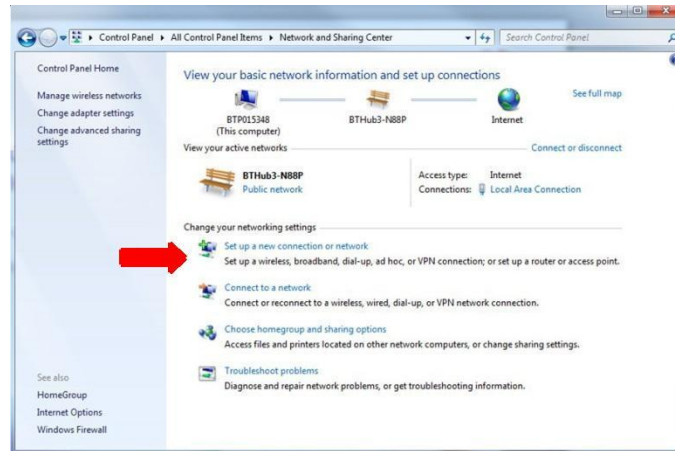 Control Panel ▸ All Control Panel Items ▸ Network and Sharing Center
Search Control Panel
Control Panel Home
Manage wireless networks
Change adapter settings
Change advanced sharing
settings
See also
HomeGroup
Internet Options
Windows Firewall
View your basic network information and set up connections
See full map
BTP015348
(This computer)
BTHub3-N88P
Internet
View your active networks
Connect or disconnect
BTHub3-N88P
Public network
Access type: Internet
Connections: Local Area Connection
Change your networking settings
Set up a new connection or network
Set up a wireless, broadband, dial-up, ad hoc, or VPN connection; or set up a router or access point.
Connect to a network
Connect or reconnect to a wireless, wired, dial-up, or VPN network connection.
Choose homegroup and sharing options
Access files and printers located on other network computers, or change sharing settings.
Troubleshoot problems
Diagnose and repair network problems, or get troubleshooting information.